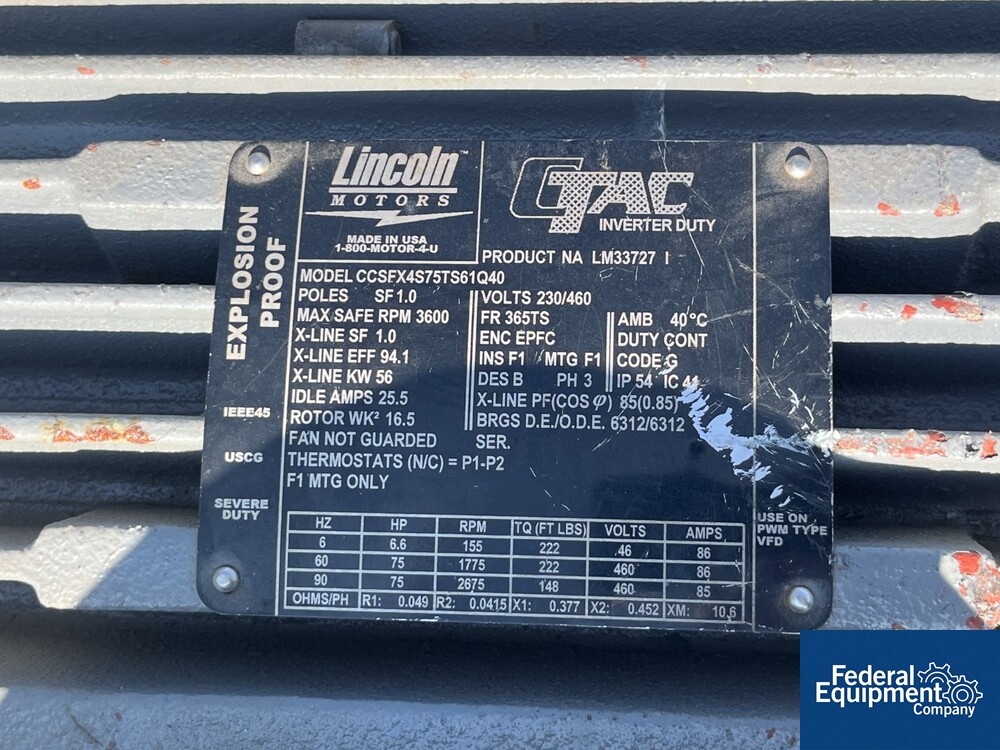 Lincoln™
MOTORS
MADE IN USA
1-800-MOTOR-4-U
GTAC
INVERTER DUTY
PRODUCT NA LM33727 I
EXPLOSION
PROOF
IEEE45
USCG
SEVERE
DUTY
MODEL CCSFX4S75TS61Q40
POLES SF 1.0
MAX SAFE RPM 3600
X-LINE SF 1.0
X-LINE EFF 94.1
X-LINE KW 56
IDLE AMPS 25.5
ROTOR WK² 16.5
FAN NOT GUARDED
THERMOSTATS (N/C) = P1-P2
F1 MTG ONLY
VOLTS 230/460
FR 365TS
ENC EPFC
INS F1 MTG F1
DES B PH 3
AMB 40°C
DUTY CONT
CODE G
IP 54 IC 41
X-LINE PF(COS φ) 85(0.85)
BRGS D.E./O.D.E. 6312/6312
SER.
HZ HP RPM TQ (FT LBS) VOLTS AMPS
6 6.6 155 222 46 86
60 75 1775 222 460 86
90 75 2675 148 460 85
OHMS/PH R1: 0.049 R2: 0.0415 X1: 0.377 X2: 0.452 XM: 10.6
USE ON
PWM TYPE
VFD
Federal
Equipment
Company